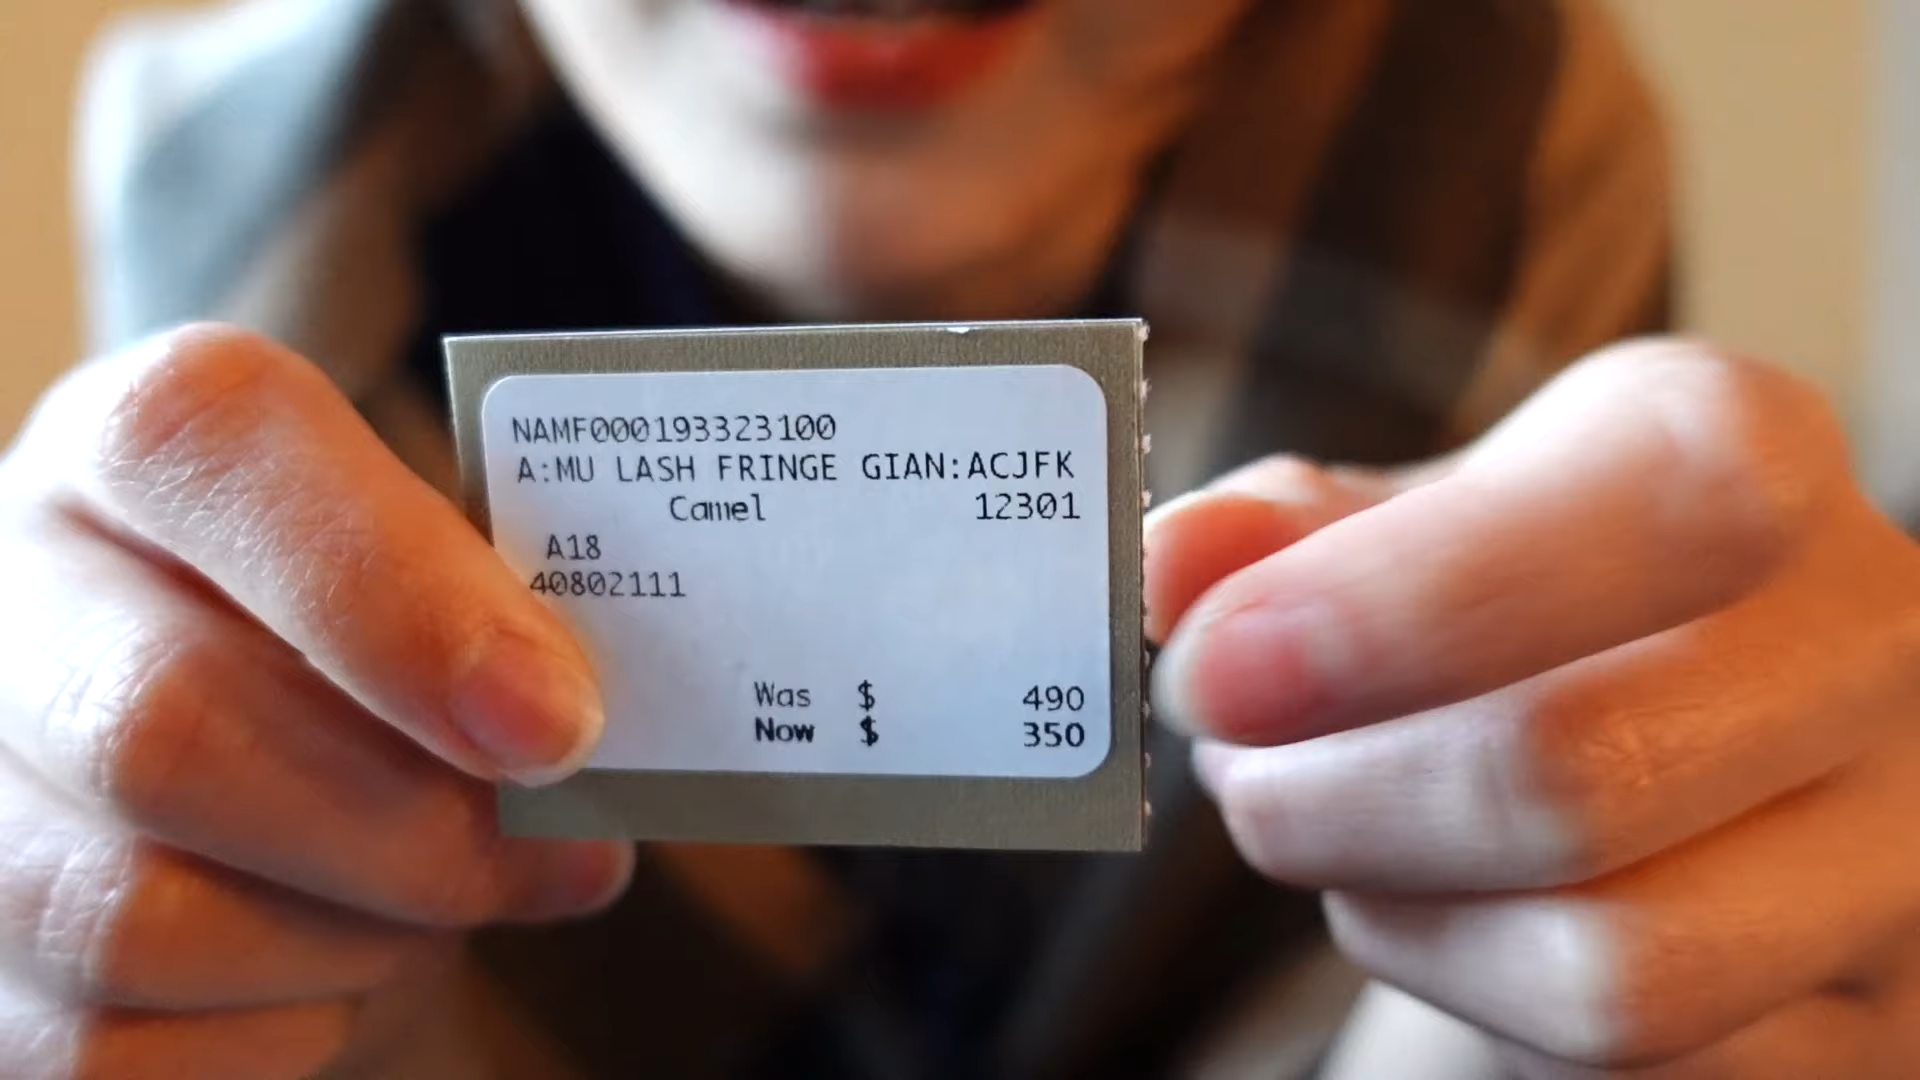 NAMF000193323100
A:MU LASH FRINGE GIAN:ACJFK
Camel 12301
A18
40802111
Was $ 490
Now $ 350